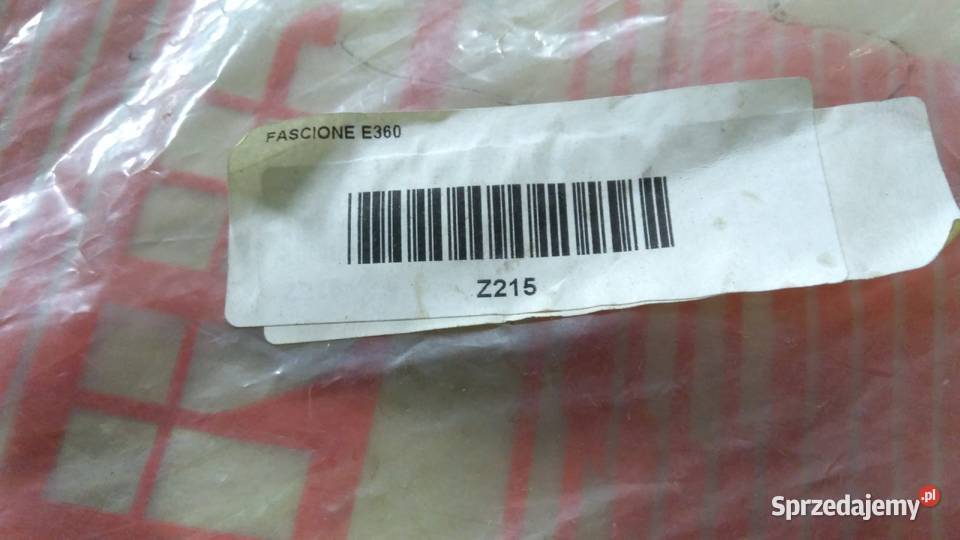 FASCIONE E360
Z215
Sprzedajemy.pl